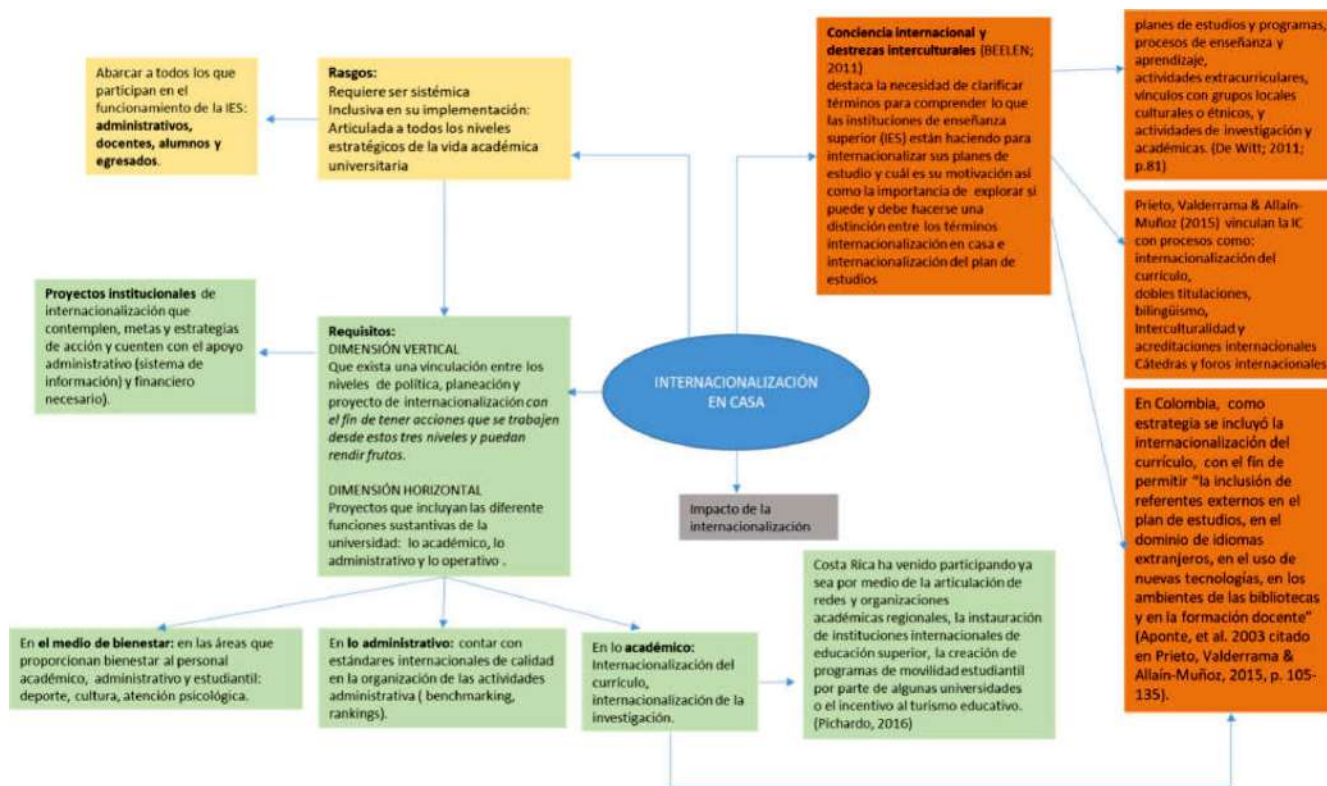 Abarcar a todos los que
participan en el
funcionamiento de la IES:
administrativos,
docentes, alumnos y
egresados.
Rasgos:
Requiere ser sistémica
Inclusiva en su implementación:
Articulada a todos los niveles
estratégicos de la vida académica
universitaria
Conciencia internacional y
destrezas interculturales (BEELEN;
2011)
destaca la necesidad de clarificar
términos para comprender lo que
las instituciones de enseñanza
superior (IES) están haciendo para
internacionalizar sus planes de
estudio y cuál es su motivación así
como la importancia de explorar si
puede y debe hacerse una
distinción entre los términos
internacionalización en casa e
internacionalización del plan de
estudios
planes de estudios y programas,
procesos de enseñanza y
aprendizaje,
actividades extracurriculares,
vínculos con grupos locales
culturales o étnicos, y
actividades de investigación y
académicas. (De Witt; 2011;
p.81)
Prieto, Valderrama & Allaín-
Muñoz (2015) vinculan la IC
con procesos como:
internacionalización del
currículo,
dobles titulaciones,
bilingüismo,
Interculturalidad y
acreditaciones internacionales
Cátedras y foros internacionales
Proyectos institucionales de
internacionalización que
contemplen, metas y estrategias
de acción y cuenten con el apoyo
administrativo (sistema de
información) y financiero
necesario).
Requisitos:
DIMENSIÓN VERTICAL
Que exista una vinculación entre los
niveles de política, planeación y
proyecto de internacionalización con
el fin de tener acciones que se trabajen
desde estos tres niveles y puedan
rendir frutos.
DIMENSIÓN HORIZONTAL
Proyectos que incluyan las diferente
funciones sustantivas de la
universidad: lo académico, lo
administrativo y lo operativo .
INTERNACIONALIZACIÓN
EN CASA
Impacto de la
internacionalización
En Colombia, como
estrategia se incluyó la
internacionalización del
currículo, con el fin de
permitir "la inclusión de
referentes externos en el
plan de estudios, en el
dominio de idiomas
extranjeros, en el uso de
nuevas tecnologías, en los
ambientes de las bibliotecas
y en la formación docente"
(Aponte, et al. 2003 citado
en Prieto, Valderrama &
Allaín-Muñoz, 2015, p. 105-
135).
En el medio de bienestar: en las áreas que
proporcionan bienestar al personal
académico, administrativo y estudiantil:
deporte, cultura, atención psicológica.
En lo administrativo: contar con
estándares internacionales de calidad
en la organización de las actividades
administrativa ( benchmarking,
rankings).
En lo académico:
Internacionalización del
currículo,
internacionalización de la
investigación.
Costa Rica ha venido participando ya
sea por medio de la articulación de
redes y organizaciones
académicas regionales, la instauración
de instituciones internacionales de
educación superior, la creación de
programas de movilidad estudiantil
por parte de algunas universidades
o el incentivo al turismo educativo.
(Pichardo, 2016)